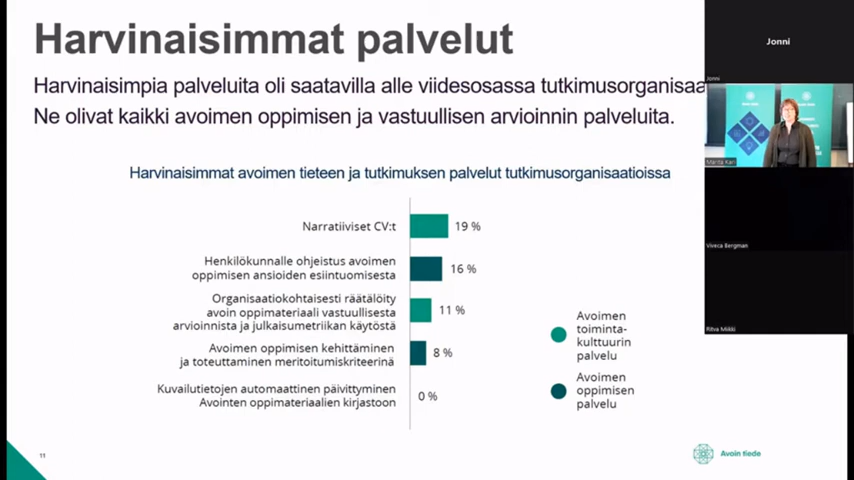 Harvinaisimmat palvelut
Harvinaisimpia palveluita oli saatavilla alle viidesosassa tutkimusorganisaa
Ne olivat kaikki avoimen oppimisen ja vastuullisen arvioinnin palveluita.
Harvinaisimmat avoimen tieteen ja tutkimuksen palvelut tutkimusorganisaatioissa
Narratiiviset CV:t
19 %
Henkilökunnalle ohjeistus avoimen
oppimisen ansioiden esiintuomisesta
16 %
Organisaatiokohtaisesti räätälöity
avoin oppimateriaali vastuullisesta
arvioinnista ja julkaisumetriikan käytöstä
11 %
Avoimen oppimisen kehittäminen
ja toteuttaminen meritoitumiskriteerinä
8 %
Kuvailutietojen automaattinen päivittyminen
Avointen oppimateriaalien kirjastoon
0 %
Avoimen
toiminta-
kulttuurin
palvelu
Avoimen
oppimisen
palvelu
11
Avoin tiede
Jonni
Jonni
Marita Kari
Viveca Bergman
Ritva Miikki